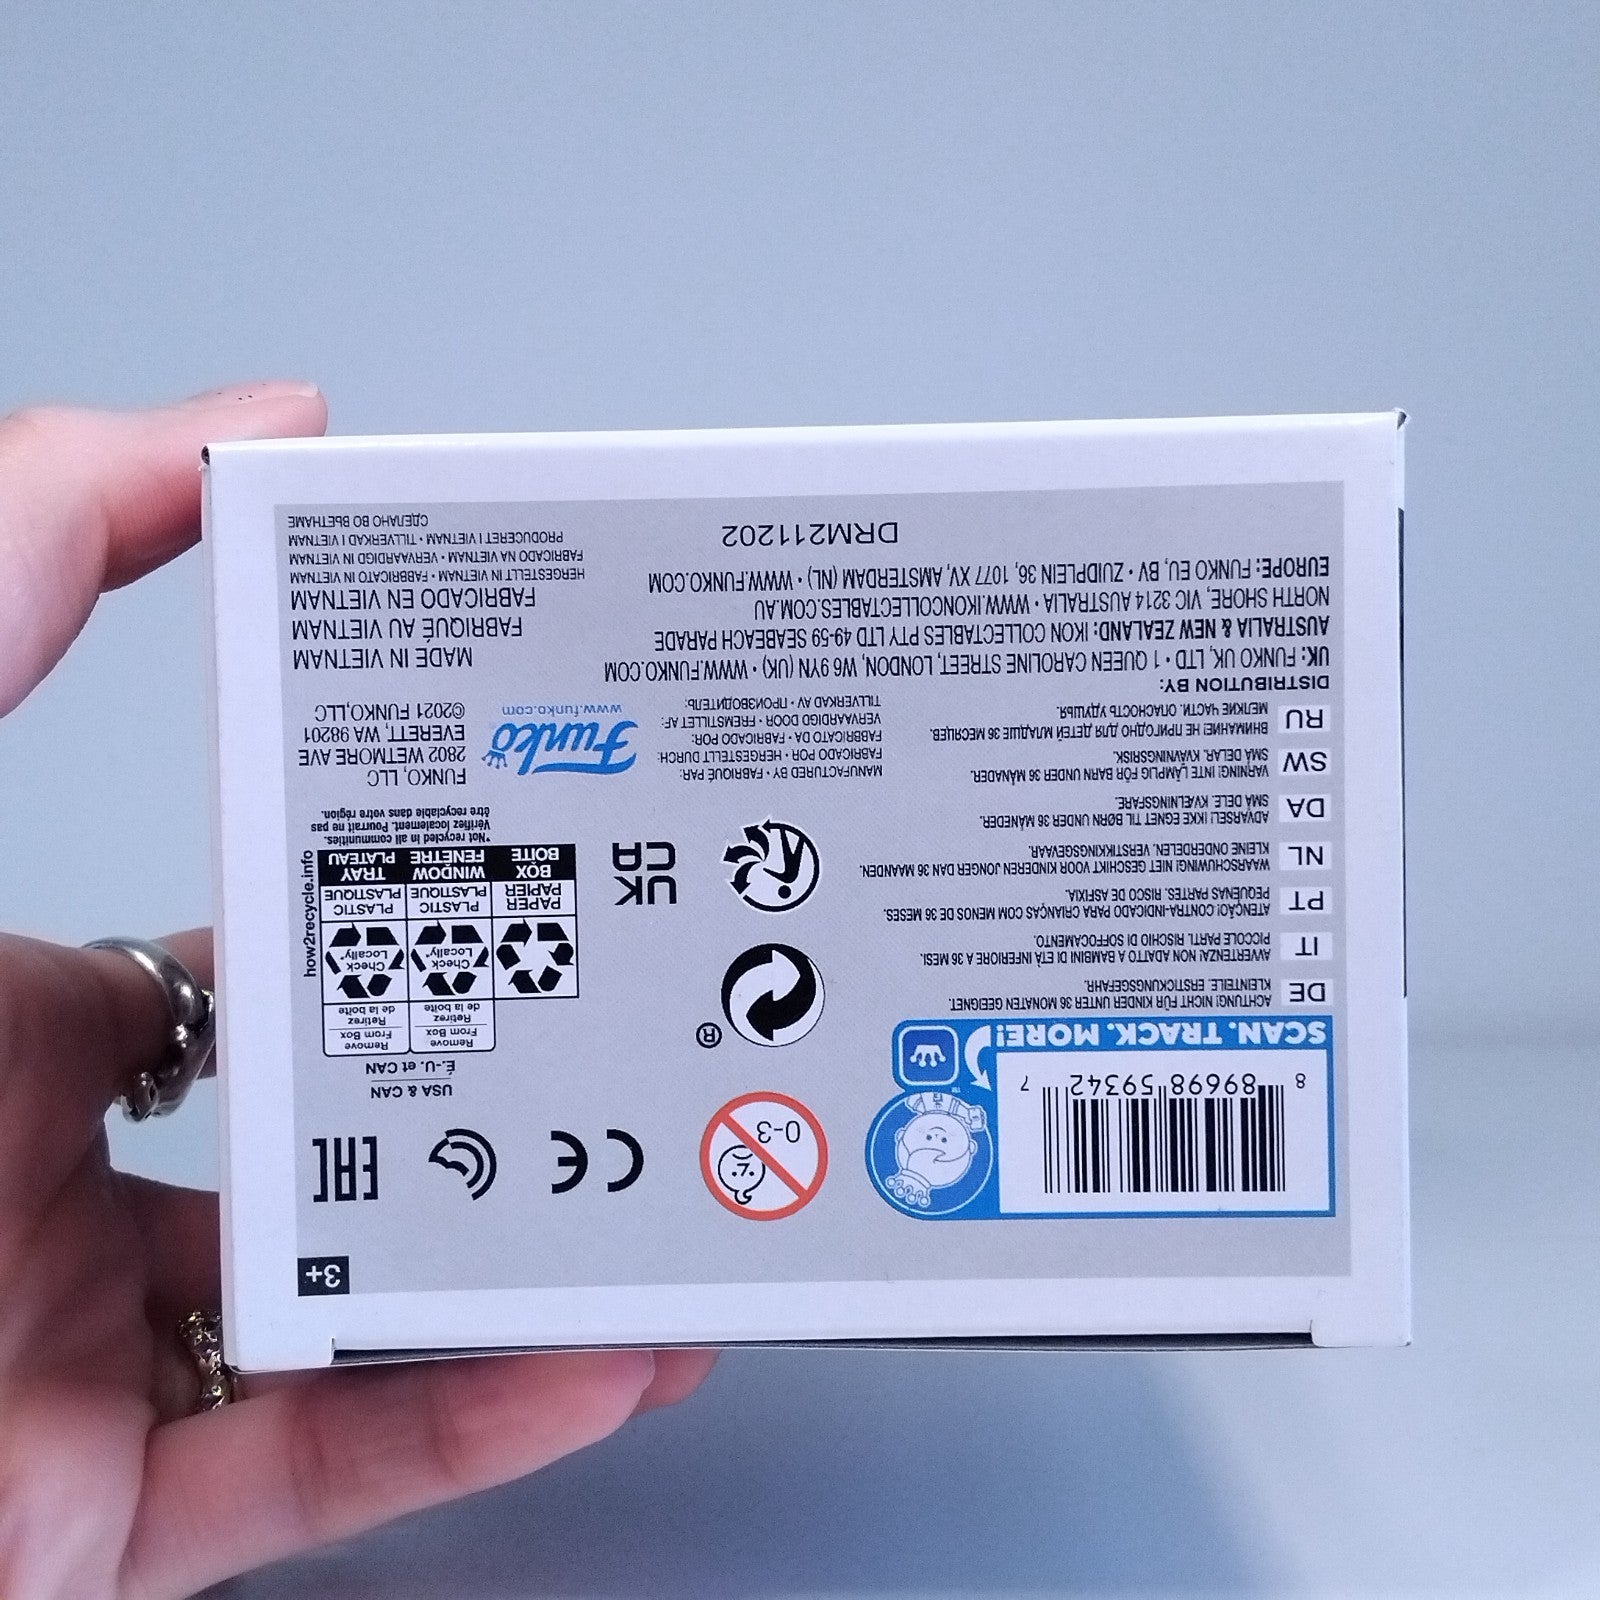 3+
8 89698 59342 7
SCAN. TRACK. MORE!
™
0-3
CE
EAC
USA & CAN
É.-U. et CAN
Remove
From Box
Retirez
de la boîte
Remove
From Box
Retirez
de la boîte
Check
Locally*
Check
Locally*
PAPER
PAPIER
BOX
BOÎTE
PLASTIC
PLASTIQUE
WINDOW
FENÊTRE
PLASTIC
PLASTIQUE
TRAY
PLATEAU
how2recycle.info
*Not recycled in all communities.
Vérifiez localement. Pourrait ne pas
être recyclable dans votre région.
®
UK
CA
DE
ACHTUNG! NICHT FÜR KINDER UNTER 36 MONATEN GEEIGNET.
KLEINTEILE. ERSTICKUNGSGEFAHR.
IT
AVVERTENZA! NON ADATTO A BAMBINI DI ETÀ INFERIORE A 36 MESI.
PICCOLE PARTI. RISCHIO DI SOFFOCAMENTO.
PT
ATENÇÃO! CONTRA-INDICADO PARA CRIANÇAS COM MENOS DE 36 MESES.
PEQUENAS PARTES. RISCO DE ASFIXIA.
NL
WAARSCHUWING! NIET GESCHIKT VOOR KINDEREN JONGER DAN 36 MAANDEN.
KLEINE ONDERDELEN. VERSTIKKINGSGEVAAR.
DA
ADVARSEL! IKKE EGNET TIL BØRN UNDER 36 MÅNEDER.
SMÅ DELE. KVÆLNINGSFARE.
SW
VARNING! INTE LÄMPLIG FÖR BARN UNDER 36 MÅNADER.
SMÅ DELAR. KVÄVNINGSRISK.
RU
ВНИМАНИЕ! НЕ ПРИГОДНО ДЛЯ ДЕТЕЙ МЛАДШЕ 36 МЕСЯЦЕВ.
МЕЛКИЕ ЧАСТИ. ОПАСНОСТЬ УДУШЬЯ.
MANUFACTURED BY • FABRIQUÉ PAR:
FABRICADO POR • HERGESTELLT DURCH:
FABBRICATO DA • FABRICADO POR:
VERVAARDIGD DOOR • FREMSTILLET AF:
TILLVERKAD AV • ПРОИЗВОДИТЕЛЬ:
Funko
www.funko.com
FUNKO, LLC
2802 WETMORE AVE
EVERETT, WA 98201
©2021 FUNKO,LLC
DISTRIBUTION BY:
UK: FUNKO UK, LTD • 1 QUEEN CAROLINE STREET, LONDON, W6 9YN (UK) • WWW.FUNKO.COM
AUSTRALIA & NEW ZEALAND: IKON COLLECTABLES PTY LTD 49-59 SEABEACH PARADE
NORTH SHORE, VIC 3214 AUSTRALIA • WWW.IKONCOLLECTABLES.COM.AU
EUROPE: FUNKO EU, BV • ZUIDPLEIN 36, 1077 XV, AMSTERDAM (NL) • WWW.FUNKO.COM
MADE IN VIETNAM
FABRIQUÉ AU VIETNAM
FABRICADO EN VIETNAM
HERGESTELLT IN VIETNAM • FABBRICATO IN VIETNAM
FABRICADO NA VIETNAM • VERVAARDIGD IN VIETNAM
PRODUCERET I VIETNAM • TILLVERKAD I VIETNAM
СДЕЛАНО ВО ВЬЕТНАМЕ
DRM211202